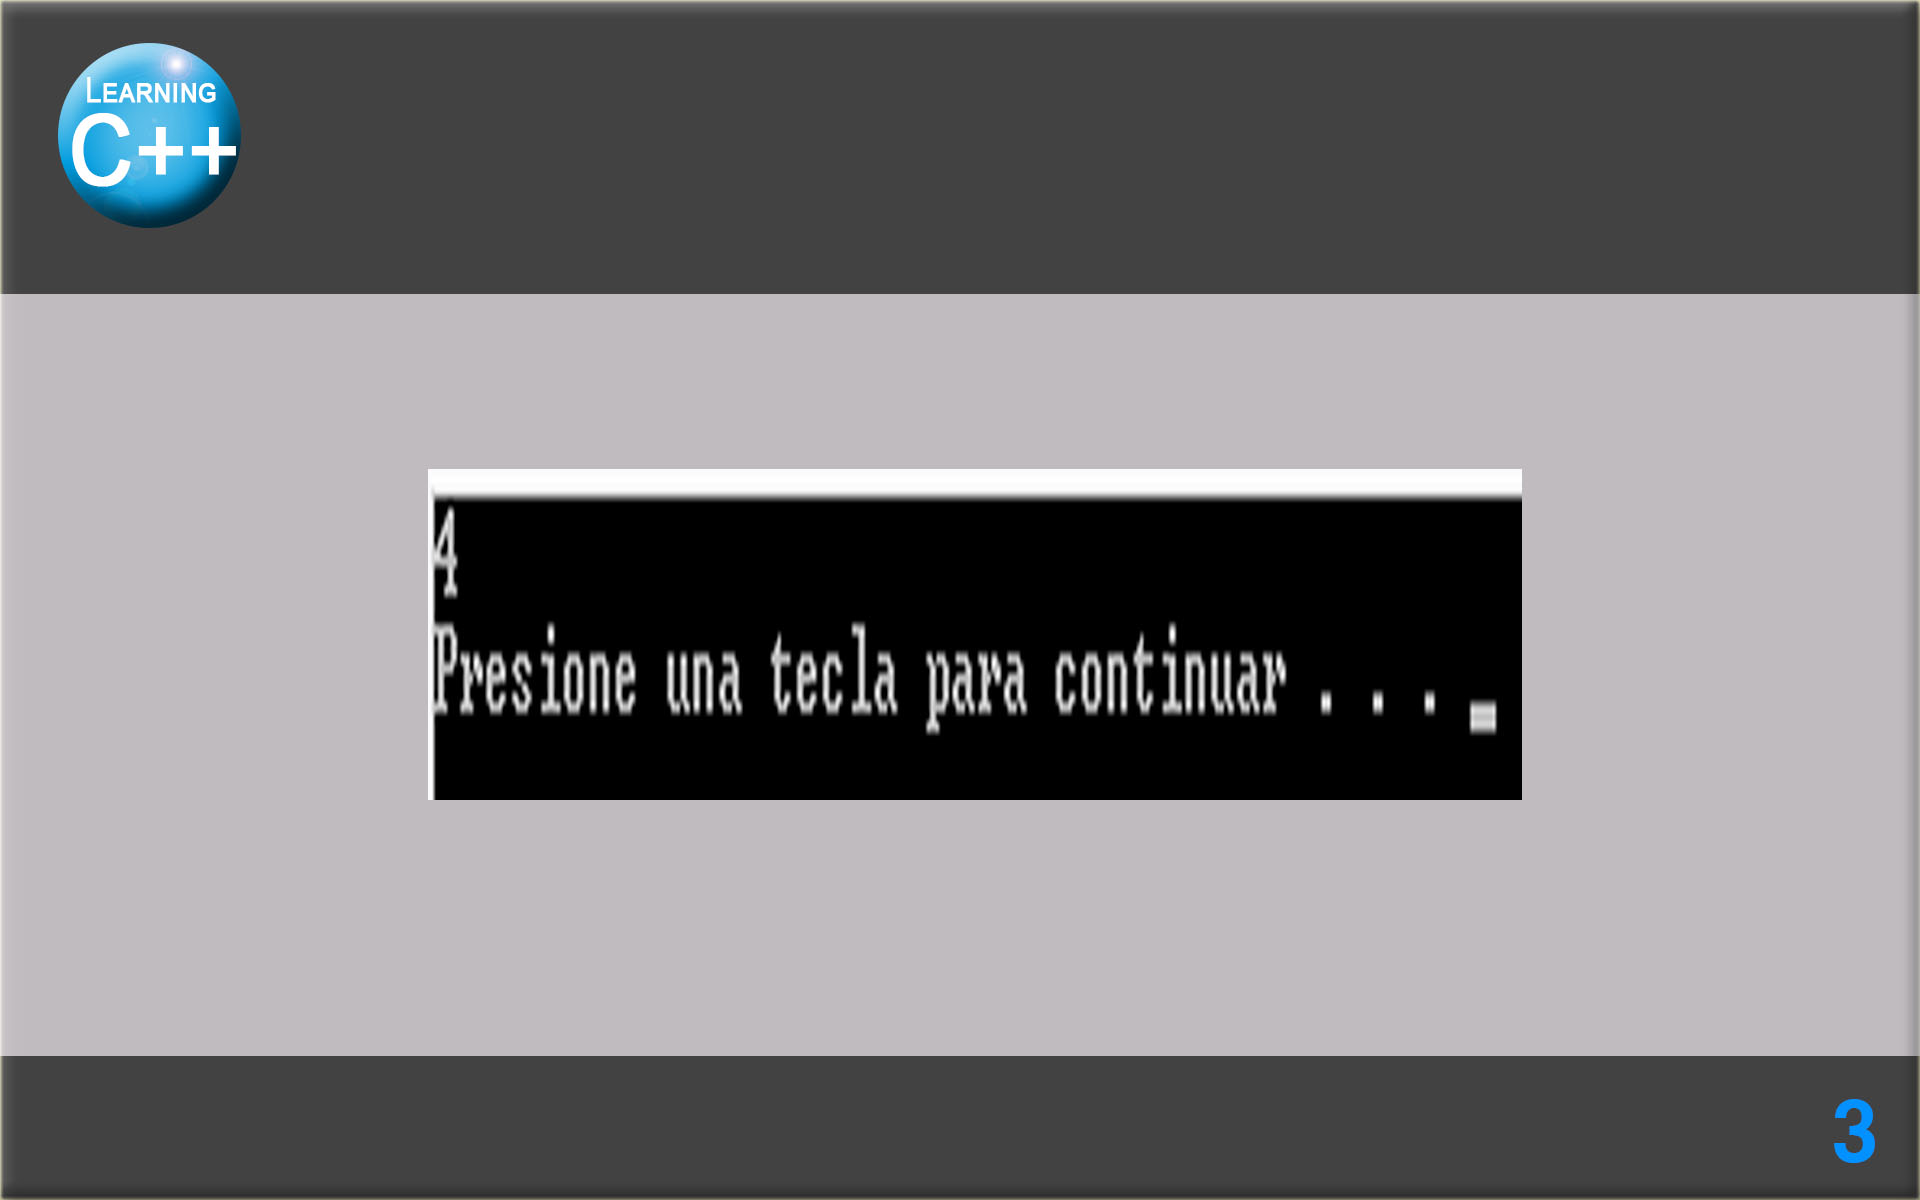 LEARNING
C++
4
Presione una tecla para continuar . . . _
3